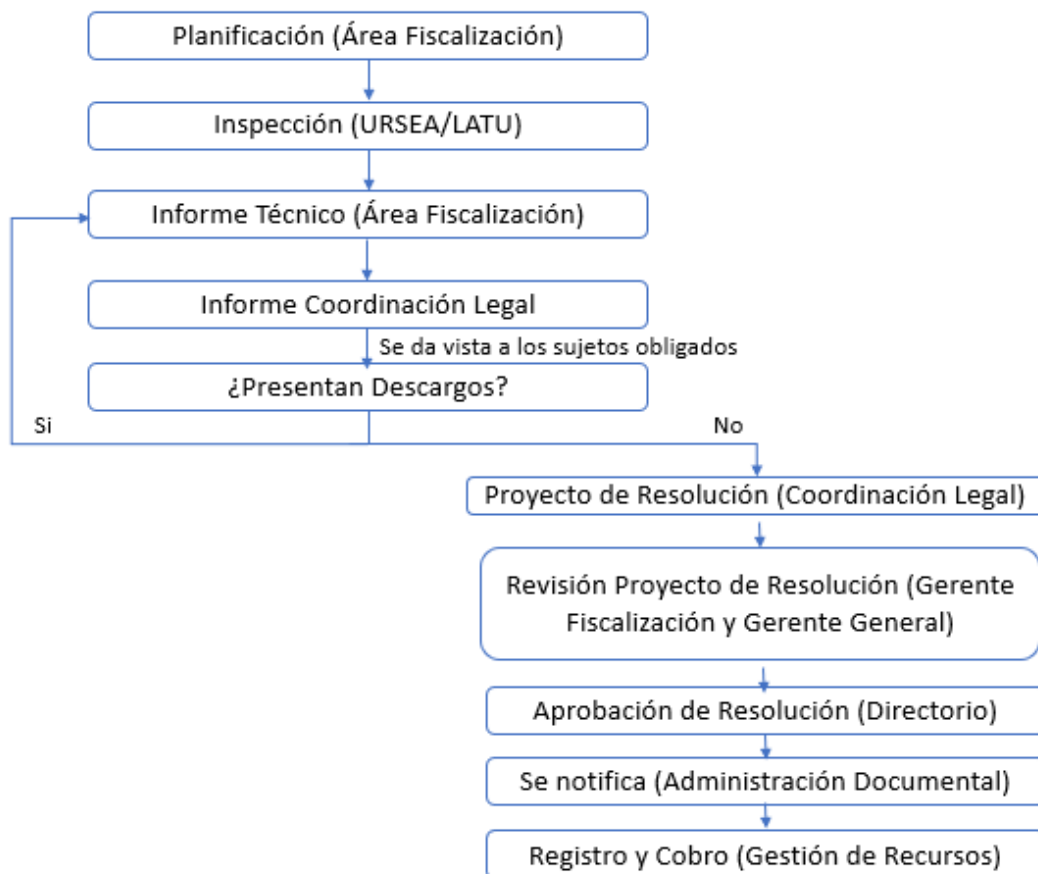 Planificación (Área Fiscalización)
Inspección (URSEA/LATU)
Informe Técnico (Área Fiscalización)
Informe Coordinación Legal
Se da vista a los sujetos obligados
¿Presentan Descargos?
Si
No
Proyecto de Resolución (Coordinación Legal)
Revisión Proyecto de Resolución (Gerente
Fiscalización y Gerente General)
Aprobación de Resolución (Directorio)
Se notifica (Administración Documental)
Registro y Cobro (Gestión de Recursos)